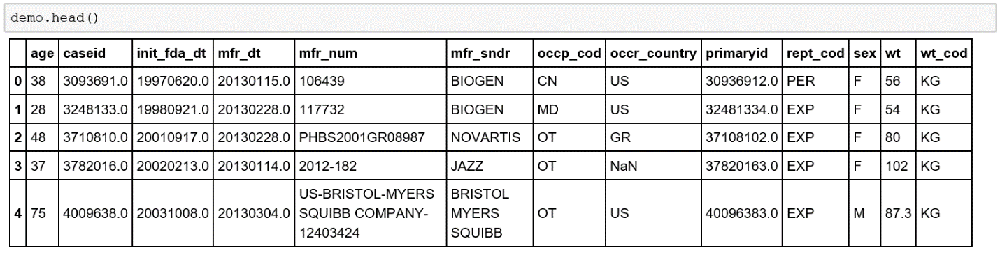 demo.head()
age caseid init_fda_dt mfr_dt mfr_num mfr_sndr occp_cod occr_country primaryid rept_cod sex wt wt_cod
0 38 3093691.0 19970620.0 20130115.0 106439 BIOGEN CN US 30936912.0 PER F 56 KG
1 28 3248133.0 19980921.0 20130228.0 117732 BIOGEN MD US 32481334.0 EXP F 54 KG
2 48 3710810.0 20010917.0 20130228.0 PHBS2001GR08987 NOVARTIS OT GR 37108102.0 EXP F 80 KG
3 37 3782016.0 20020213.0 20130114.0 2012-182 JAZZ OT NaN 37820163.0 EXP F 102 KG
US-BRISTOL-MYERS BRISTOL
4 75 4009638.0 20031008.0 20130304.0 SQUIBB COMPANY- MYERS OT US 40096383.0 EXP M 87.3 KG
12403424 SQUIBB